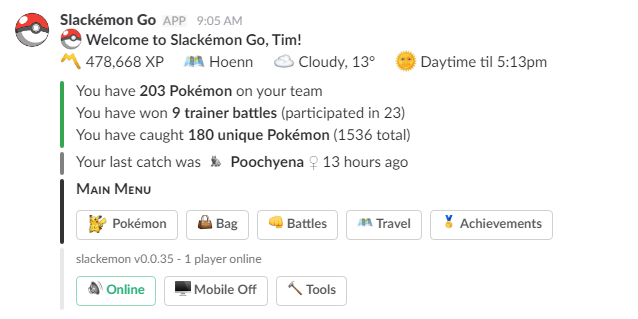 Slackémon Go APP 9:05 AM
Welcome to Slackémon Go, Tim!
478,668 XP Hoenn Cloudy, 13° Daytime til 5:13pm
You have 203 Pokémon on your team
You have won 9 trainer battles (participated in 23)
You have caught 180 unique Pokémon (1536 total)
Your last catch was Poochyena ♀ 13 hours ago
Main Menu
Pokémon Bag Battles Travel Achievements
slackemon v0.0.35 - 1 player online
Online Mobile Off Tools